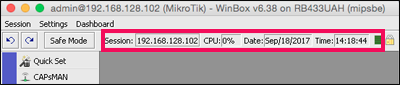 admin@192.168.128.102 (MikroTik) - WinBox v6.38 on RB433UAH (mipsbe)
Session Settings Dashboard
Safe Mode Session: 192.168.128.102 CPU: 0% Date: Sep/18/2017 Time: 14:18:44
Quick Set
CAPsMAN